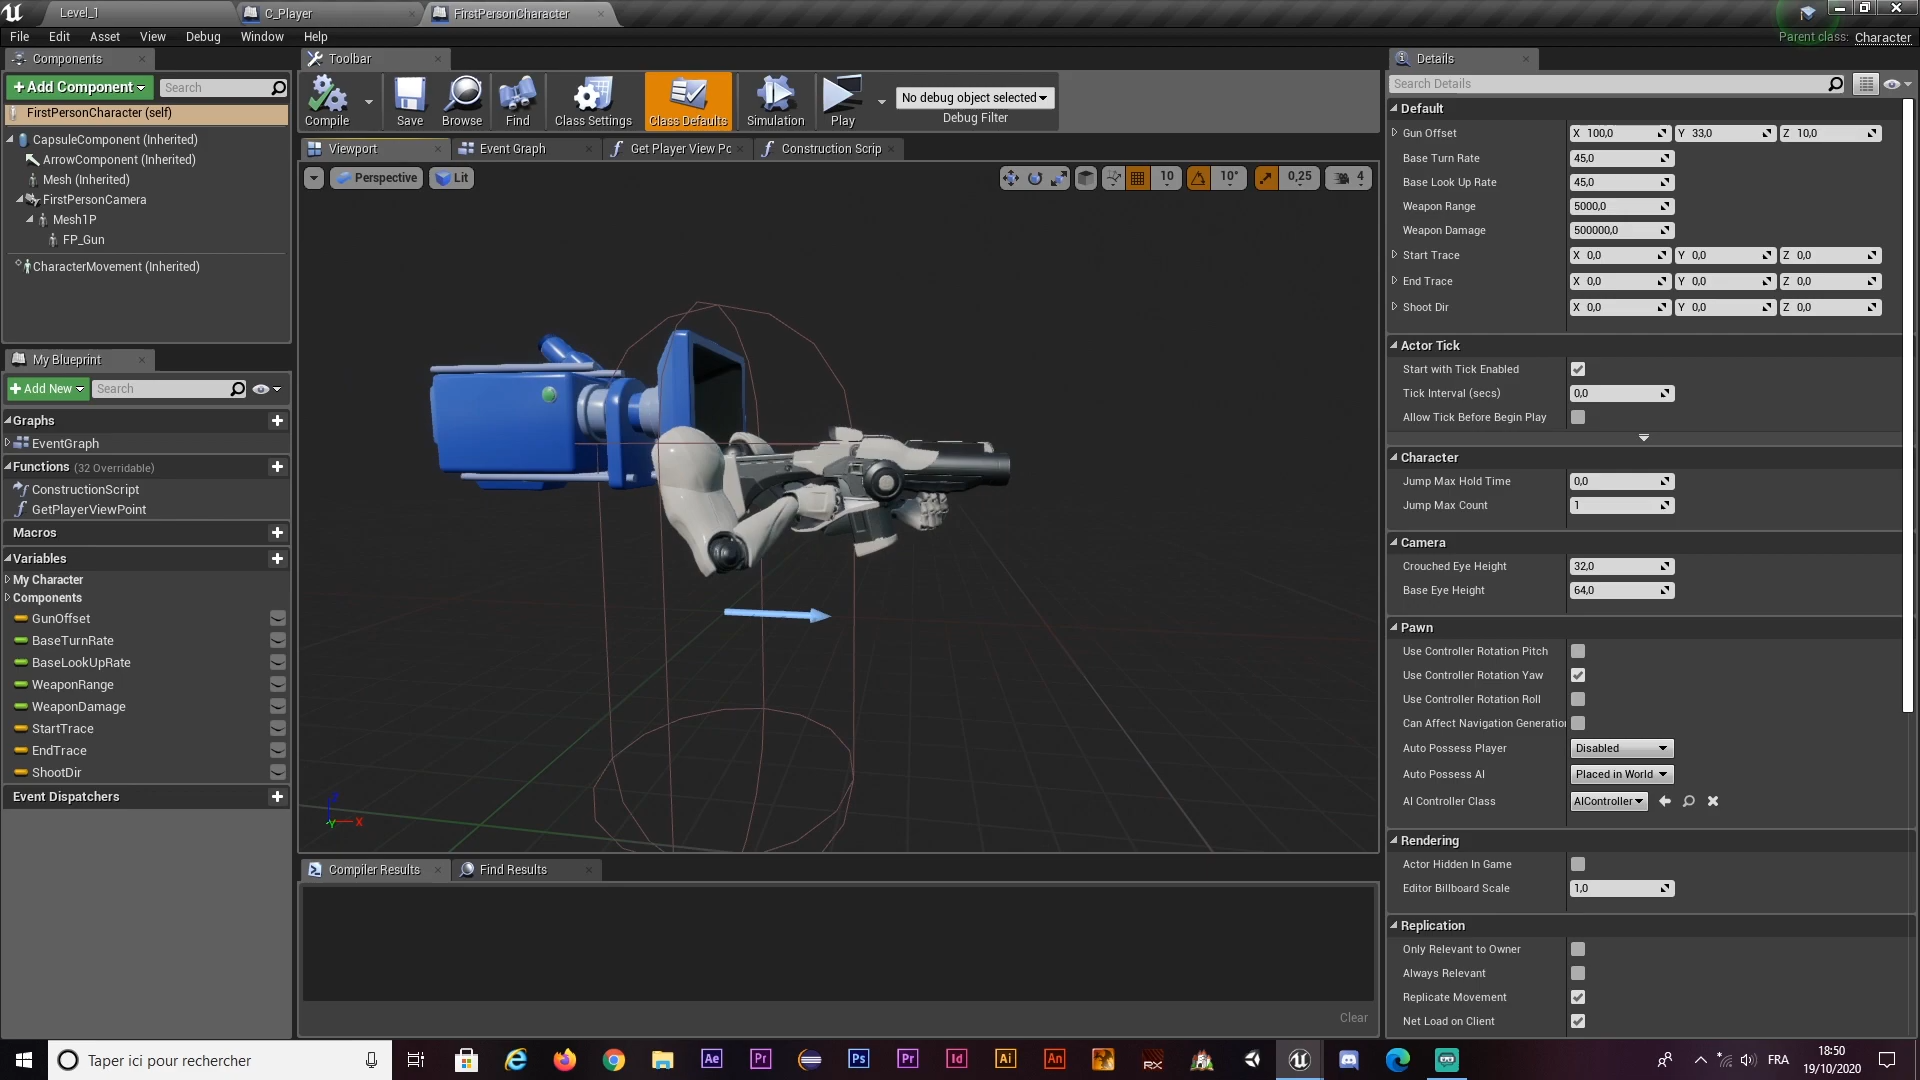 Level_1
C_Player
FirstPersonCharacter
File Edit Asset View Debug Window Help
Parent class: Character
Components
+Add Component
Search
FirstPersonCharacter (self)
CapsuleComponent (Inherited)
ArrowComponent (Inherited)
Mesh (Inherited)
FirstPersonCamera
Mesh1P
FP_Gun
CharacterMovement (Inherited)
My Blueprint
+Add New
Search
Graphs
EventGraph
Functions (32 Overridable)
ConstructionScript
GetPlayerViewPoint
Macros
Variables
My Character
Components
GunOffset
BaseTurnRate
BaseLookUpRate
WeaponRange
WeaponDamage
StartTrace
EndTrace
ShootDir
Event Dispatchers
Toolbar
Compile
Save
Browse
Find
Class Settings
Class Defaults
Simulation
Play
No debug object selected
Debug Filter
Viewport
Event Graph
Get Player View Pc
Construction Scrip
Perspective
Lit
10
10°
0,25
4
Z
Y
X
Compiler Results
Find Results
Clear
Details
Search Details
Default
Gun Offset X 100,0 Y 33,0 Z 10,0
Base Turn Rate 45,0
Base Look Up Rate 45,0
Weapon Range 5000,0
Weapon Damage 500000,0
Start Trace X 0,0 Y 0,0 Z 0,0
End Trace X 0,0 Y 0,0 Z 0,0
Shoot Dir X 0,0 Y 0,0 Z 0,0
Actor Tick
Start with Tick Enabled
Tick Interval (secs) 0,0
Allow Tick Before Begin Play
Character
Jump Max Hold Time 0,0
Jump Max Count 1
Camera
Crouched Eye Height 32,0
Base Eye Height 64,0
Pawn
Use Controller Rotation Pitch
Use Controller Rotation Yaw
Use Controller Rotation Roll
Can Affect Navigation Generatio
Auto Possess Player Disabled
Auto Possess AI Placed in World
AI Controller Class AIController
Rendering
Actor Hidden In Game
Editor Billboard Scale 1,0
Replication
Only Relevant to Owner
Always Relevant
Replicate Movement
Net Load on Client
Taper ici pour rechercher
Ae Pr Ps Pr Id Ai An RX
FRA
18:50
19/10/2020